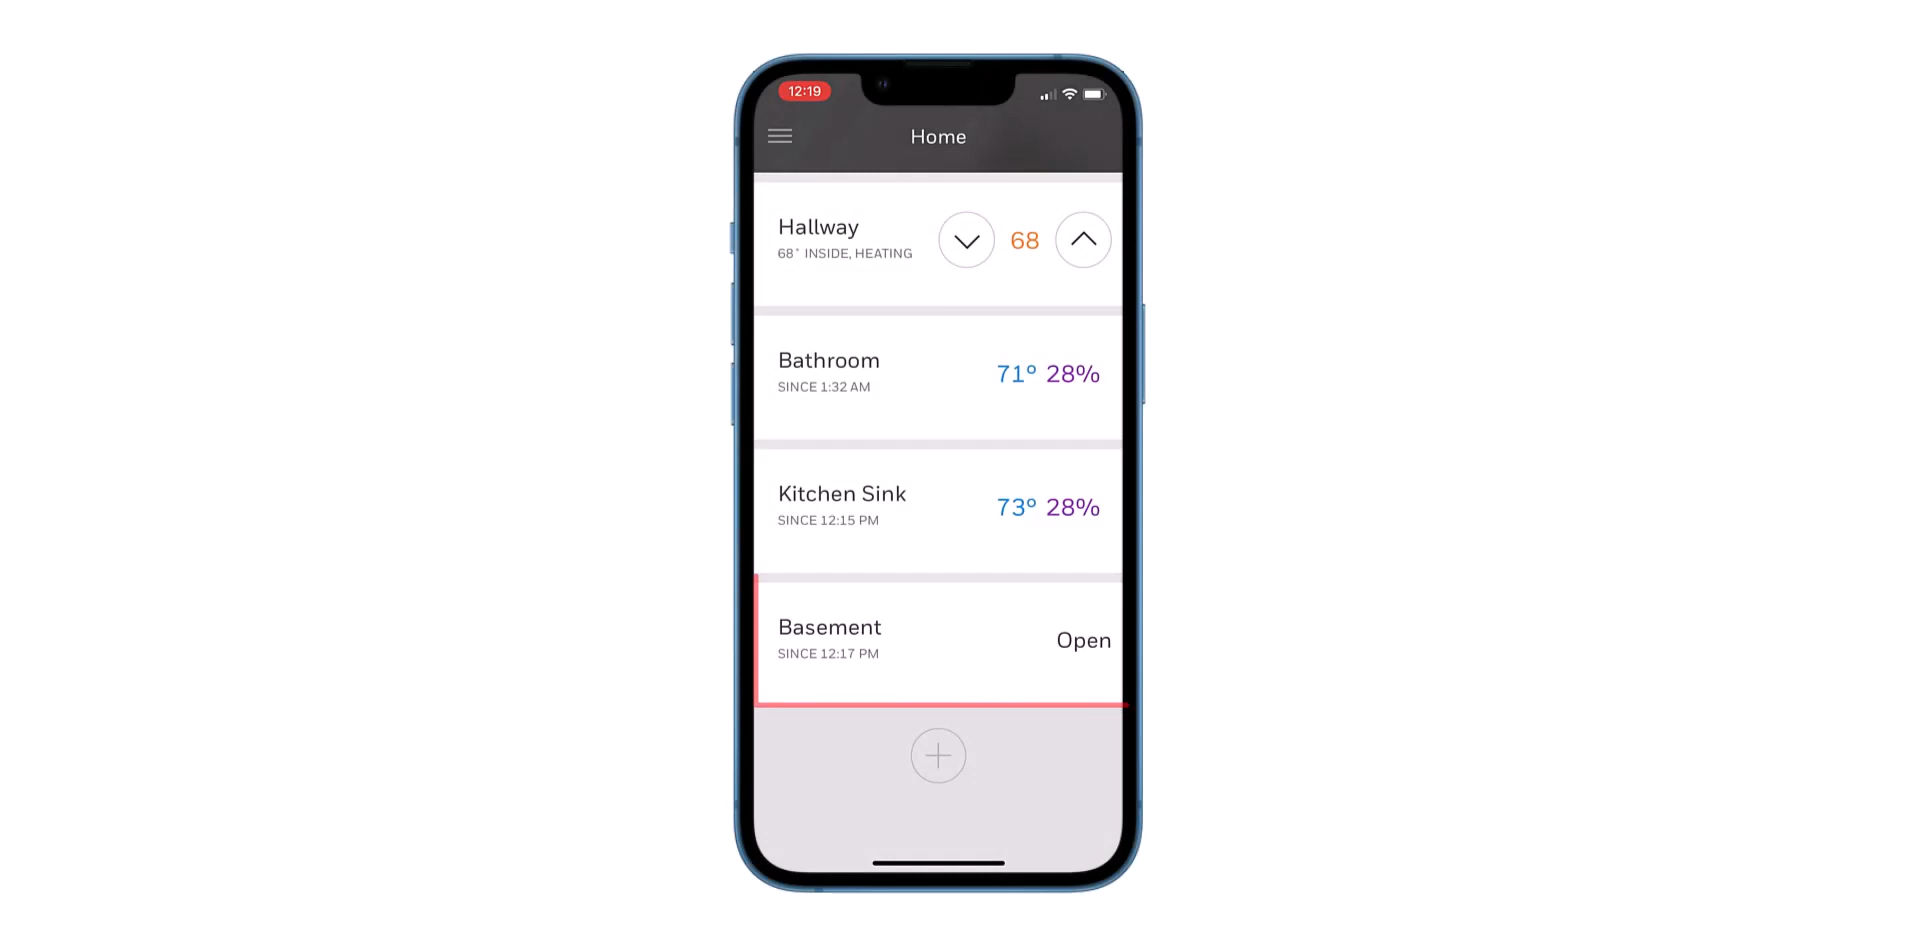 12:19
Home
Hallway
68° INSIDE, HEATING
68
Bathroom
SINCE 1:32 AM
71° 28%
Kitchen Sink
SINCE 12:15 PM
73° 28%
Basement
SINCE 12:17 PM
Open